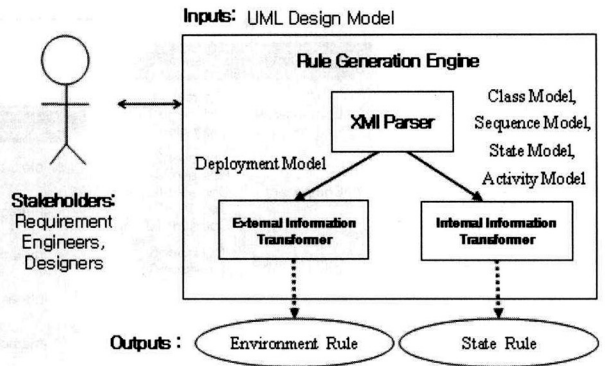 Inputs: UML Design Model
Rule Generation Engine
XMI Parser
Class Model,
Sequence Model,
State Model,
Activity Model
Deployment Model
External Information
Transformer
Internal Information
Transformer
Stakeholders:
Requirement
Engineers,
Designers
Outputs :
Environment Rule
State Rule